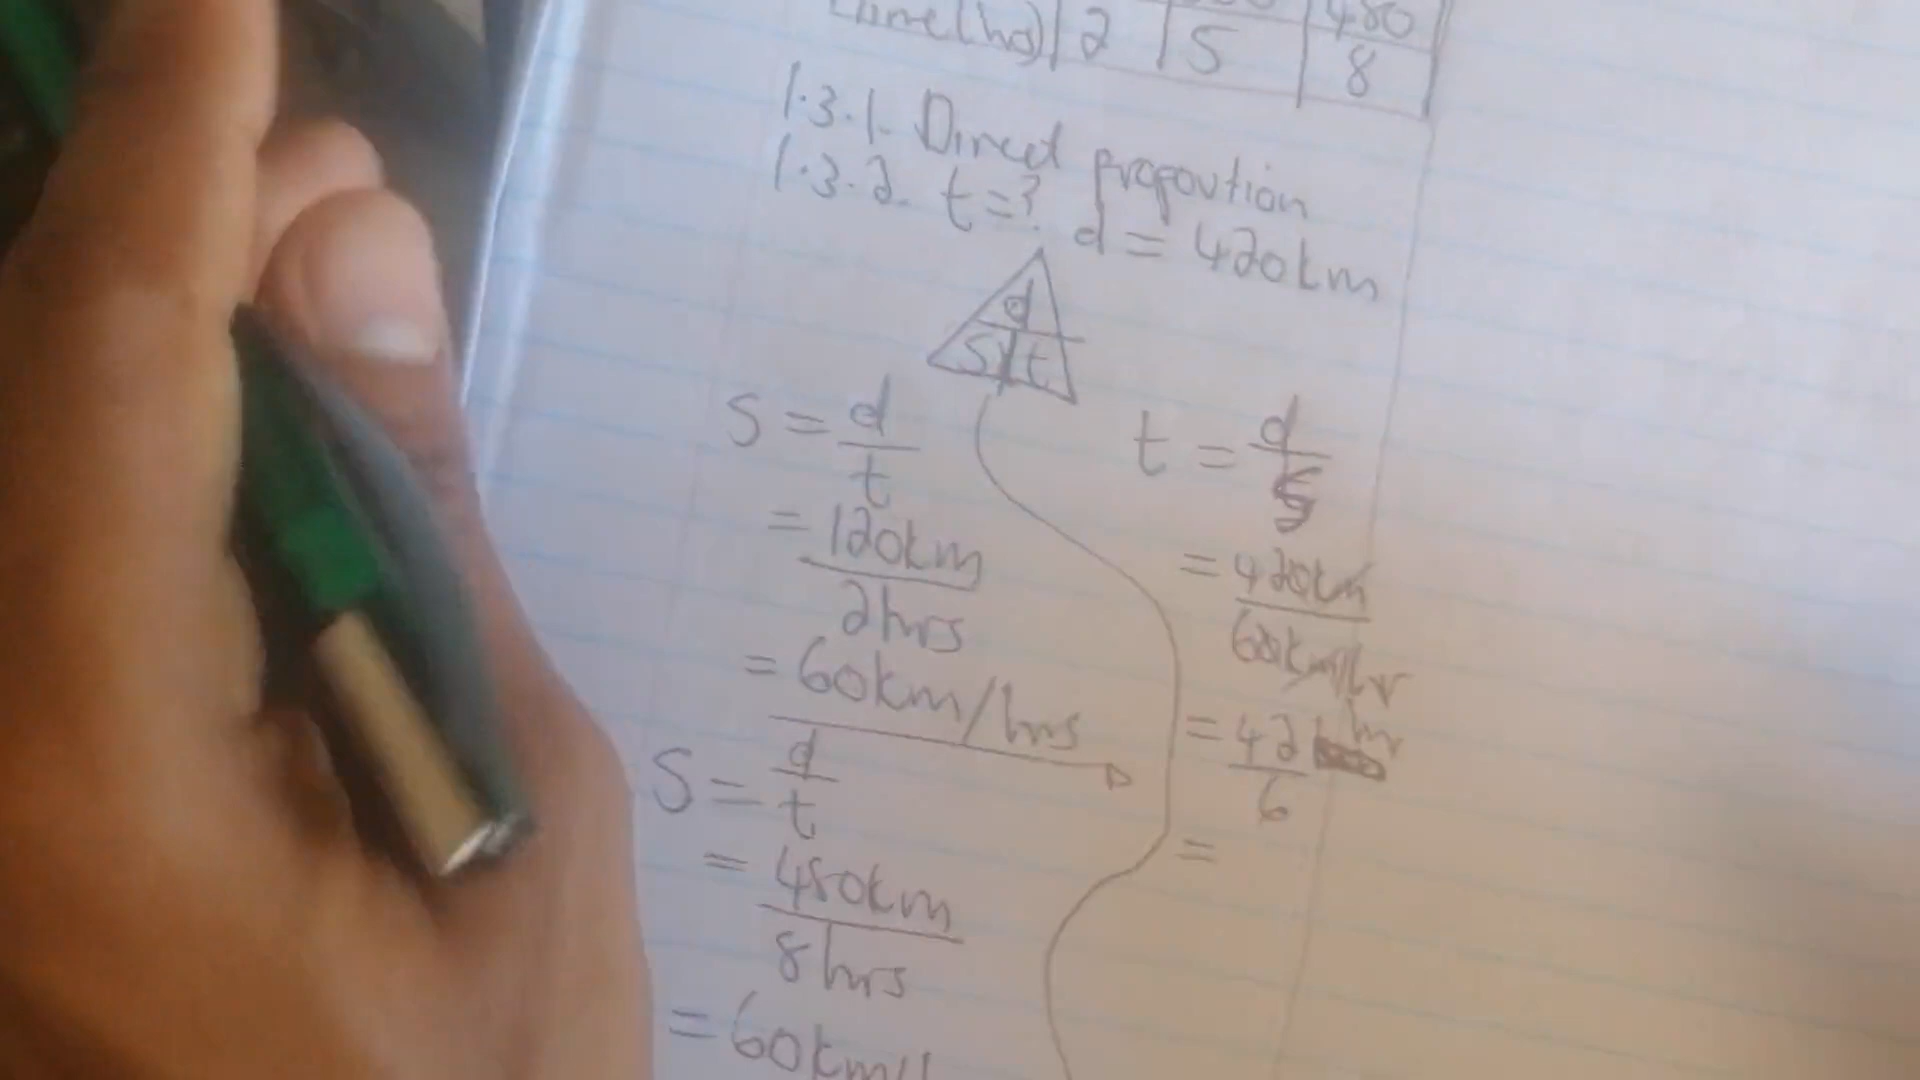 Time(hrs) 2 5 8
480
1.3.1. Direct proportion
1.3.2. t=? d = 420km
d
S t
S = d
t
= 120km
2hrs
= 60km/hrs
S = d
t
= 480km
8hrs
= 60km/
t = d
S
= 420km
60km/hr
= 42 hr
6
=